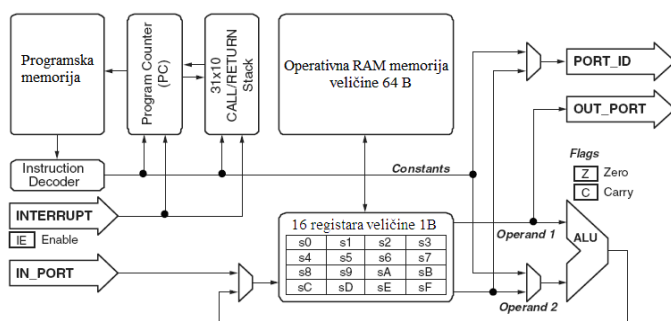 Programska
memorija
Program Counter
(PC)
31x10
CALL/RETURN
Stack
Operativna RAM memorija
veličine 64 B
PORT_ID
OUT_PORT
Instruction
Decoder
Constants
Flags
Z Zero
C Carry
INTERRUPT
IE Enable
16 registara veličine 1B
s0 s1 s2 s3
s4 s5 s6 s7
s8 s9 sA sB
sC sD sE sF
Operand 1
ALU
IN_PORT
Operand 2